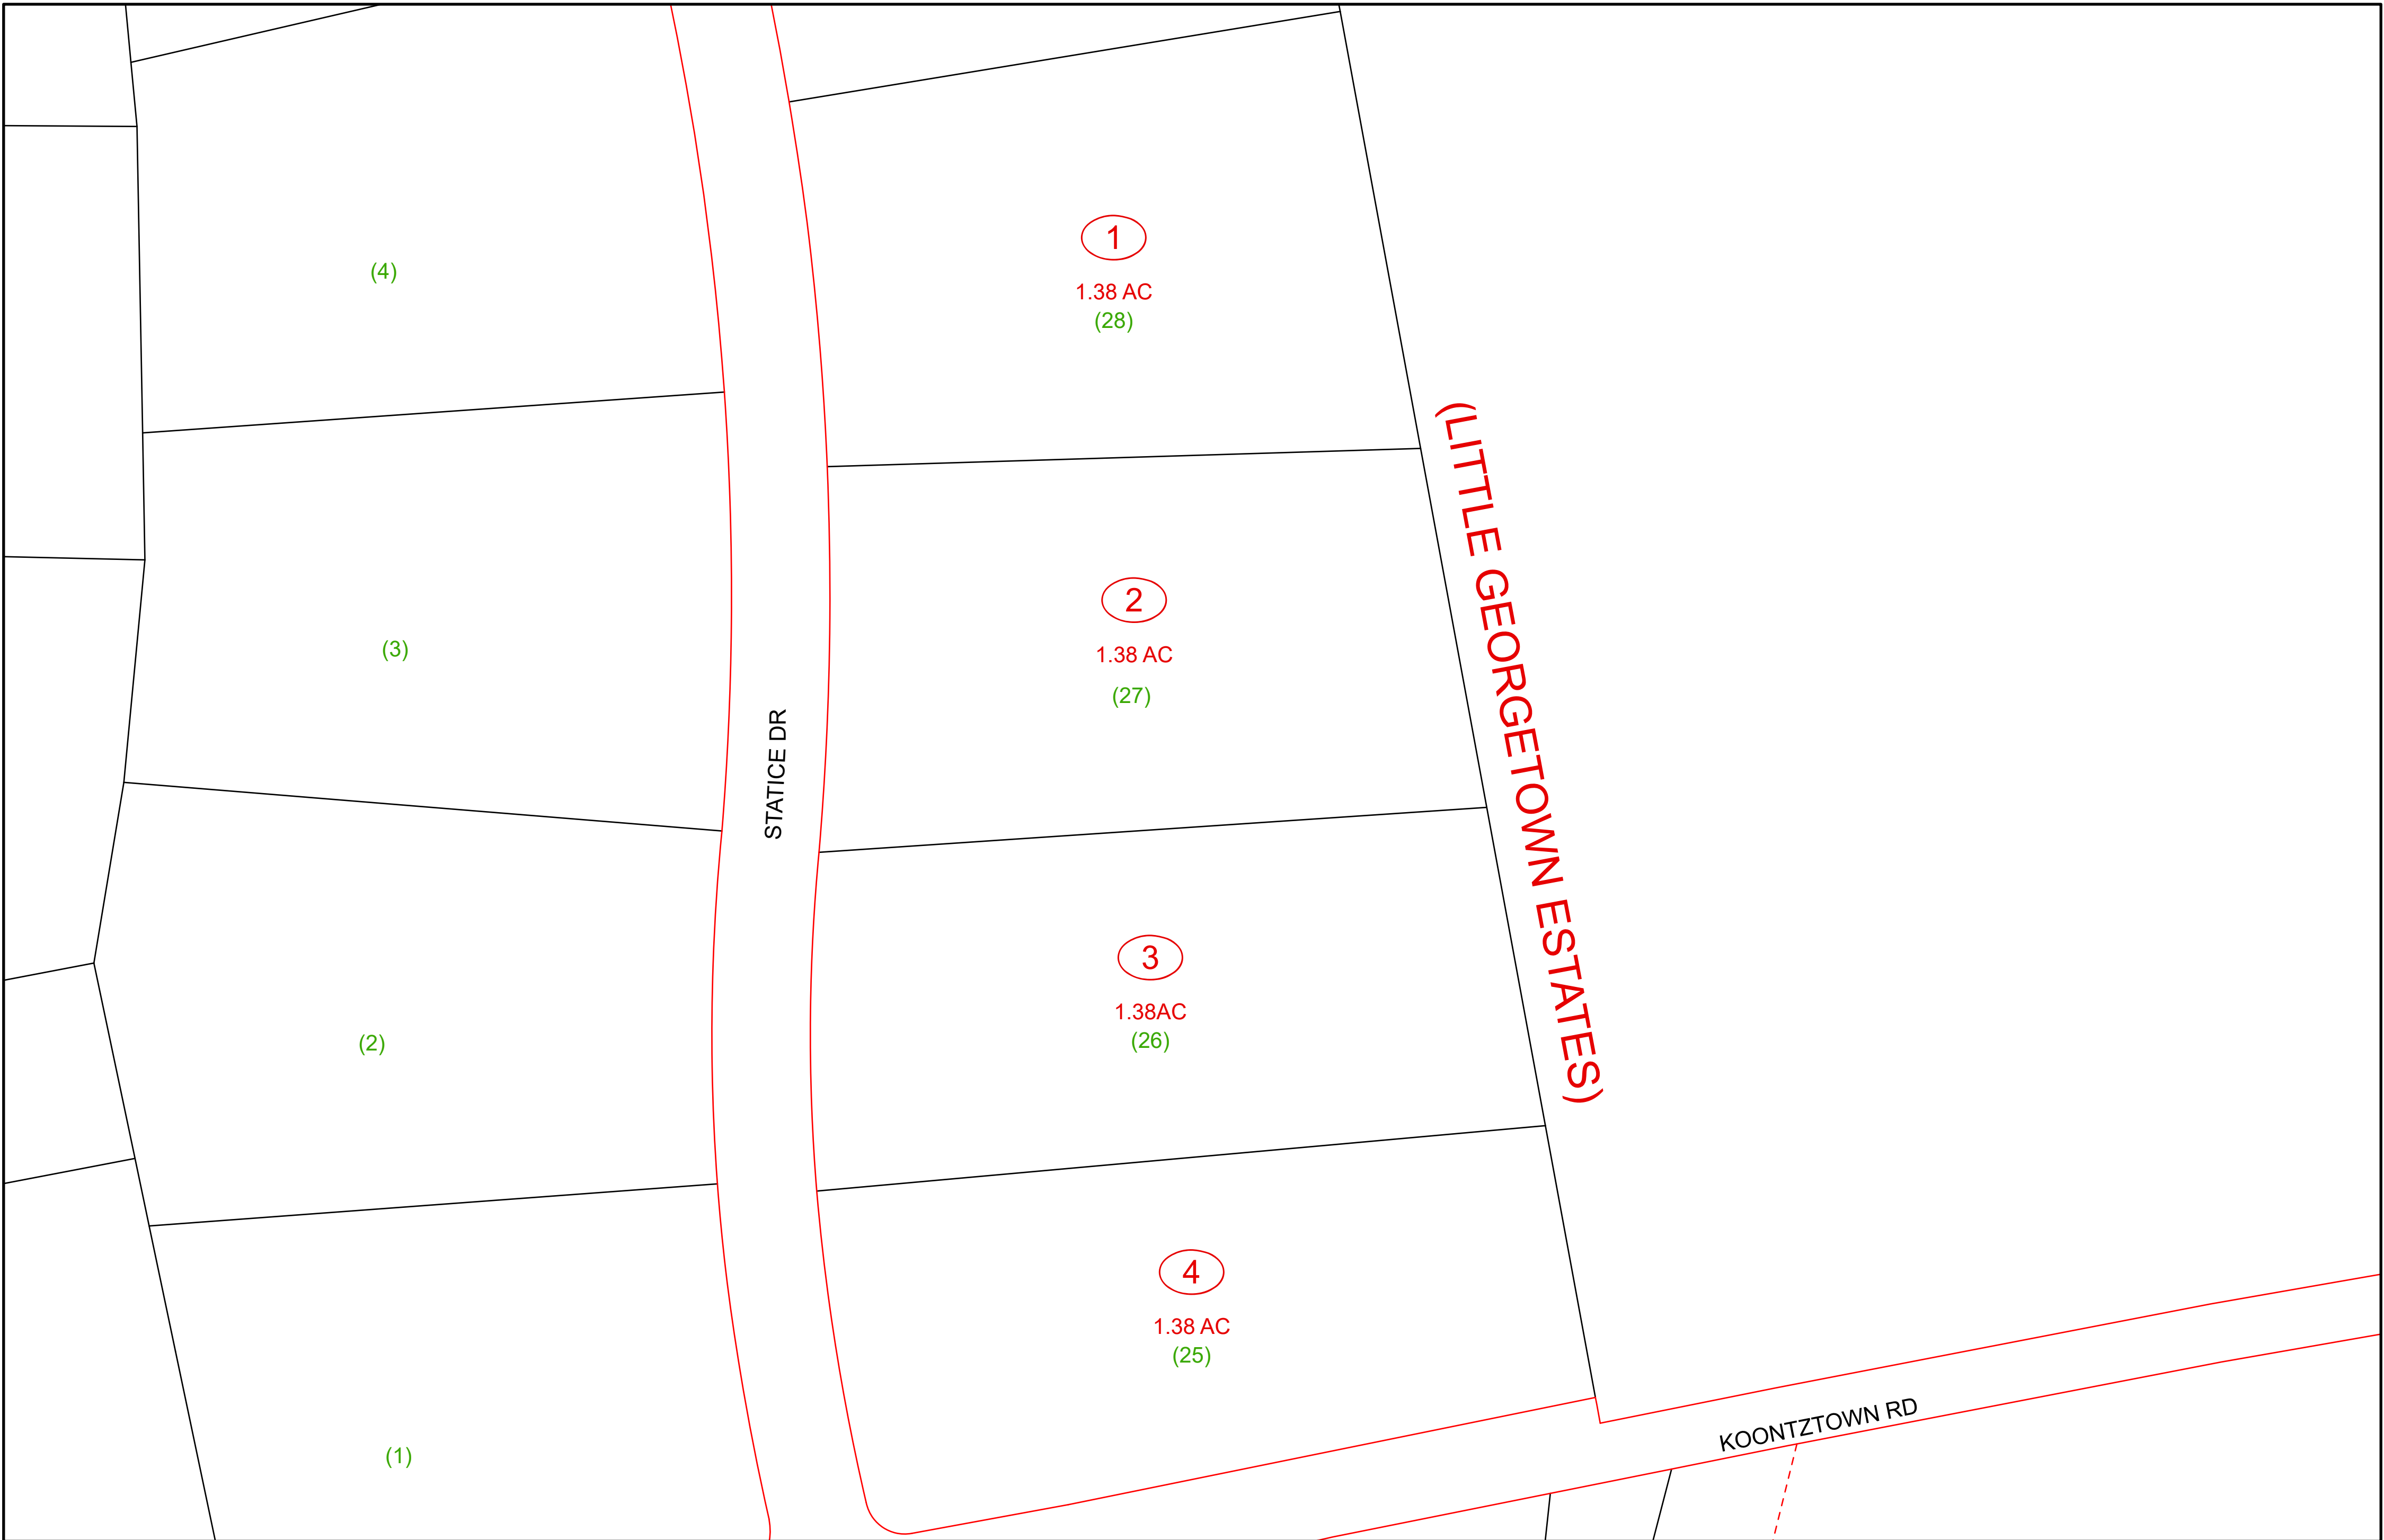 (4)
1
1.38 AC
(28)
(3)
2
1.38 AC
(27)
STATICE DR
(LITTLE GEORGETOWN ESTATES)
(2)
3
1.38AC
(26)
(1)
4
1.38 AC
(25)
KOONTZTOWN RD